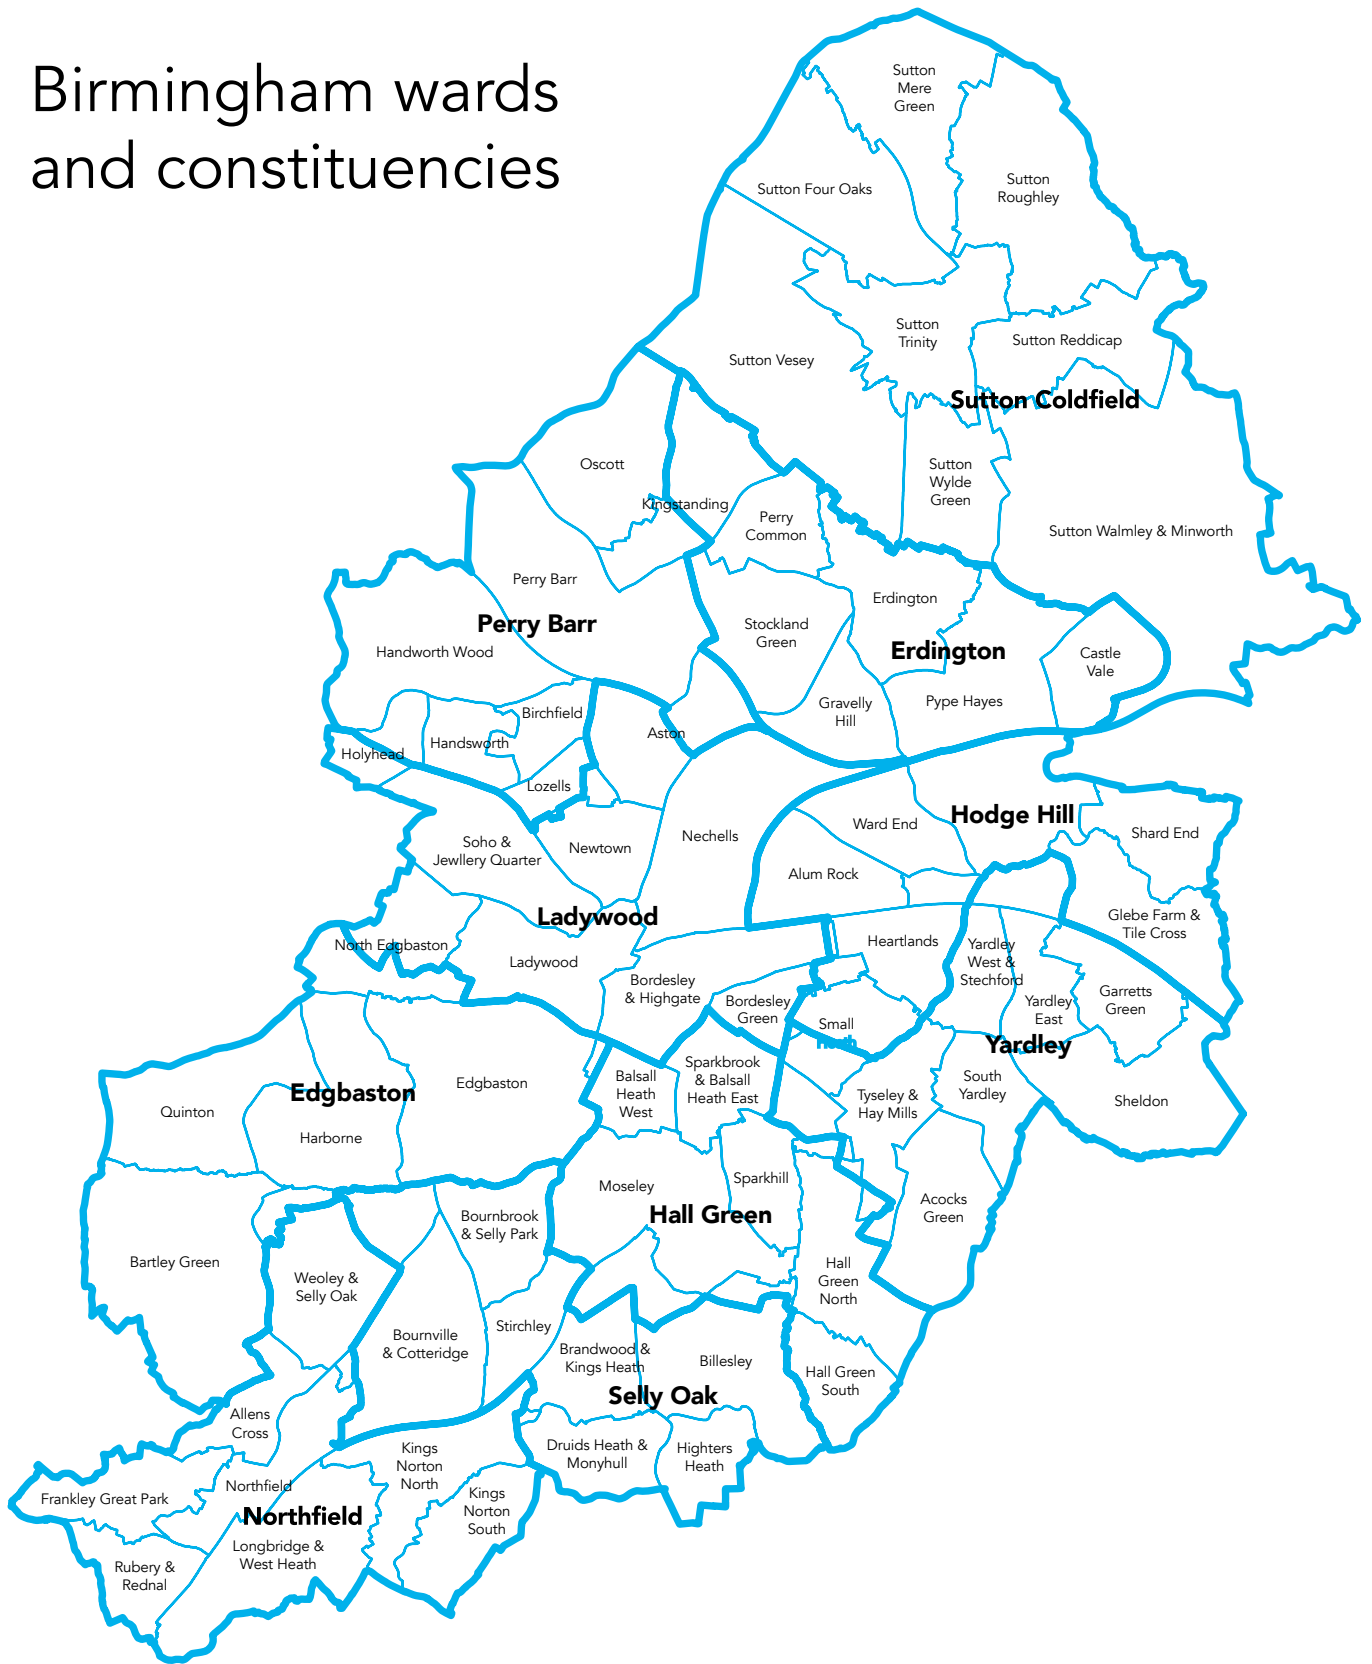 Birmingham wards
and constituencies
Sutton
Mere
Green
Sutton Four Oaks
Sutton
Roughley
Sutton
Trinity
Sutton Reddicap
Sutton Vesey
Sutton Coldfield
Sutton
Wylde
Green
Sutton Walmley & Minworth
Oscott
Kingstanding
Perry
Common
Perry Barr
Perry Barr
Handworth Wood
Erdington
Stockland
Green
Erdington
Castle
Vale
Gravelly
Hill
Pype Hayes
Birchfield
Handsworth
Holyhead
Aston
Lozells
Hodge Hill
Ward End
Shard End
Soho &
Jewllery Quarter
Newtown
Nechells
Alum Rock
Ladywood
Glebe Farm &
Tile Cross
North Edgbaston
Ladywood
Heartlands
Yardley
West &
Stechford
Bordesley
& Highgate
Bordesley
Green
Yardley
East
Garretts
Green
Small
Heath
Yardley
Edgbaston
Edgbaston
Quinton
Harborne
Balsall
Heath
West
Sparkbrook
& Balsall
Heath East
Tyseley &
Hay Mills
South
Yardley
Sheldon
Moseley
Sparkhill
Hall Green
Acocks
Green
Bournbrook
& Selly Park
Bartley Green
Weoley &
Selly Oak
Hall
Green
North
Stirchley
Bournville
& Cotteridge
Brandwood &
Kings Heath
Billesley
Hall Green
South
Selly Oak
Allens
Cross
Druids Heath &
Monyhull
Highters
Heath
Kings
Norton
North
Northfield
Frankley Great Park
Northfield
Kings
Norton
South
Longbridge &
West Heath
Rubery &
Rednal